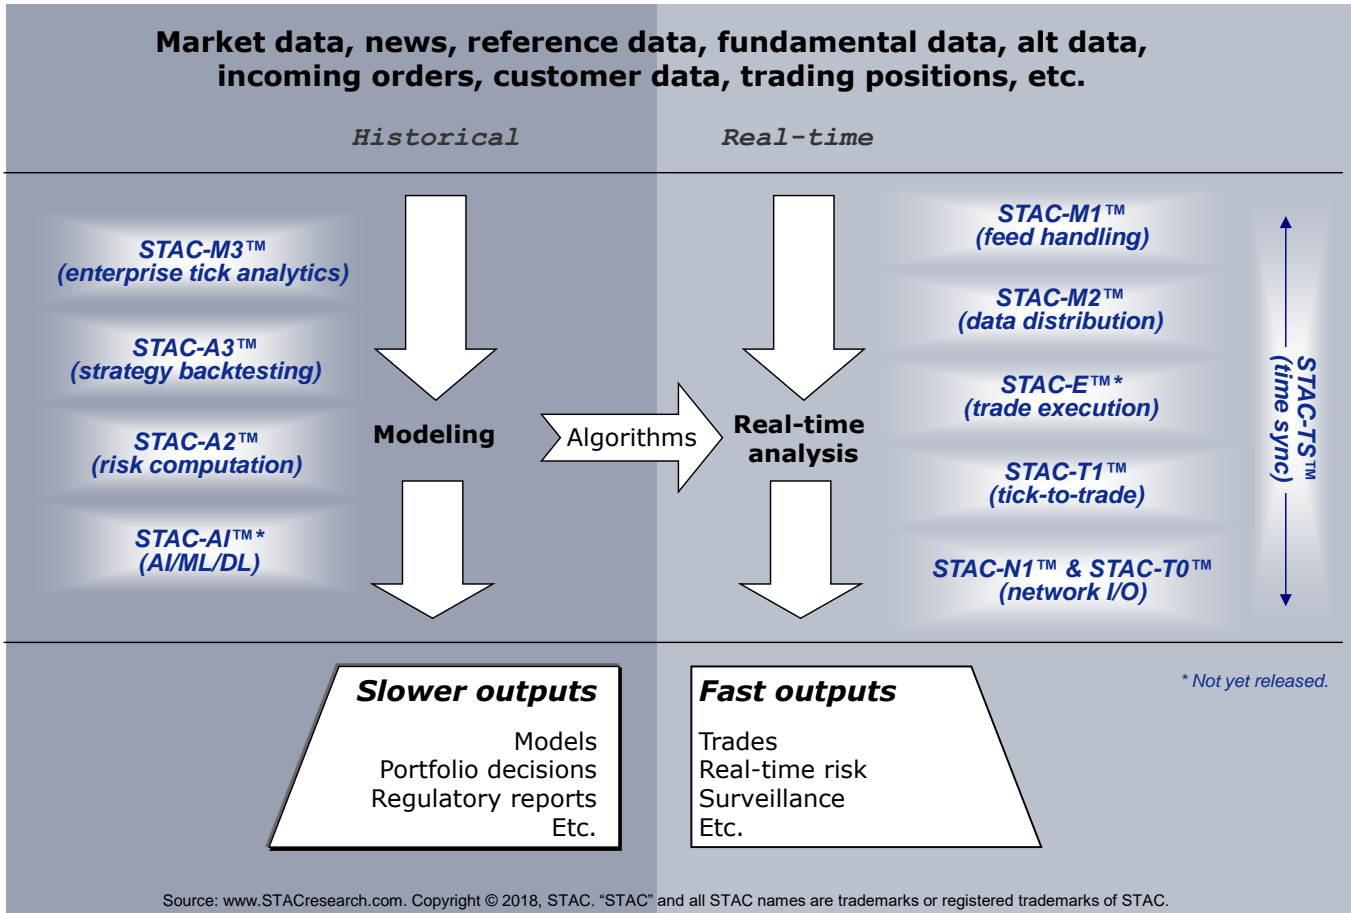 Market data, news, reference data, fundamental data, alt data,
incoming orders, customer data, trading positions, etc.
Historical
Real-time
STAC-M3™
(enterprise tick analytics)
STAC-A3™
(strategy backtesting)
STAC-A2™
(risk computation)
STAC-AI™*
(AI/ML/DL)
Modeling
Algorithms
Real-time
analysis
STAC-M1™
(feed handling)
STAC-M2™
(data distribution)
STAC-E™*
(trade execution)
STAC-T1™
(tick-to-trade)
STAC-N1™ & STAC-T0™
(network I/O)
STAC-TS™
(time sync)
Slower outputs
Models
Portfolio decisions
Regulatory reports
Etc.
Fast outputs
Trades
Real-time risk
Surveillance
Etc.
* Not yet released.
Source: www.STACresearch.com. Copyright © 2018, STAC. “STAC” and all STAC names are trademarks or registered trademarks of STAC.